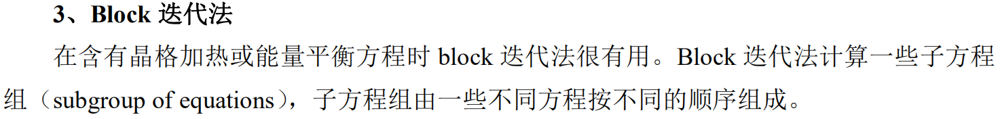 3、Block 迭代法
在含有晶格加热或能量平衡方程时 block 迭代法很有用。Block 迭代法计算一些子方程
组（subgroup of equations），子方程组由一些不同方程按不同的顺序组成。